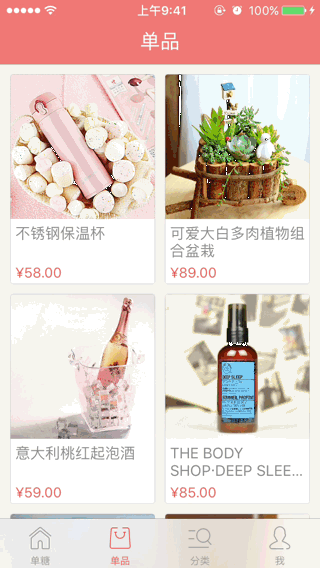 上午9:41
100%
单品
不锈钢保温杯
¥58.00
可爱大白多肉植物组
合盆栽
¥89.00
意大利桃红起泡酒
¥59.00
DEEP SLEEP
THE BODY
SHOP·DEEP SLEE...
¥85.00
单糖
单品
分类
我